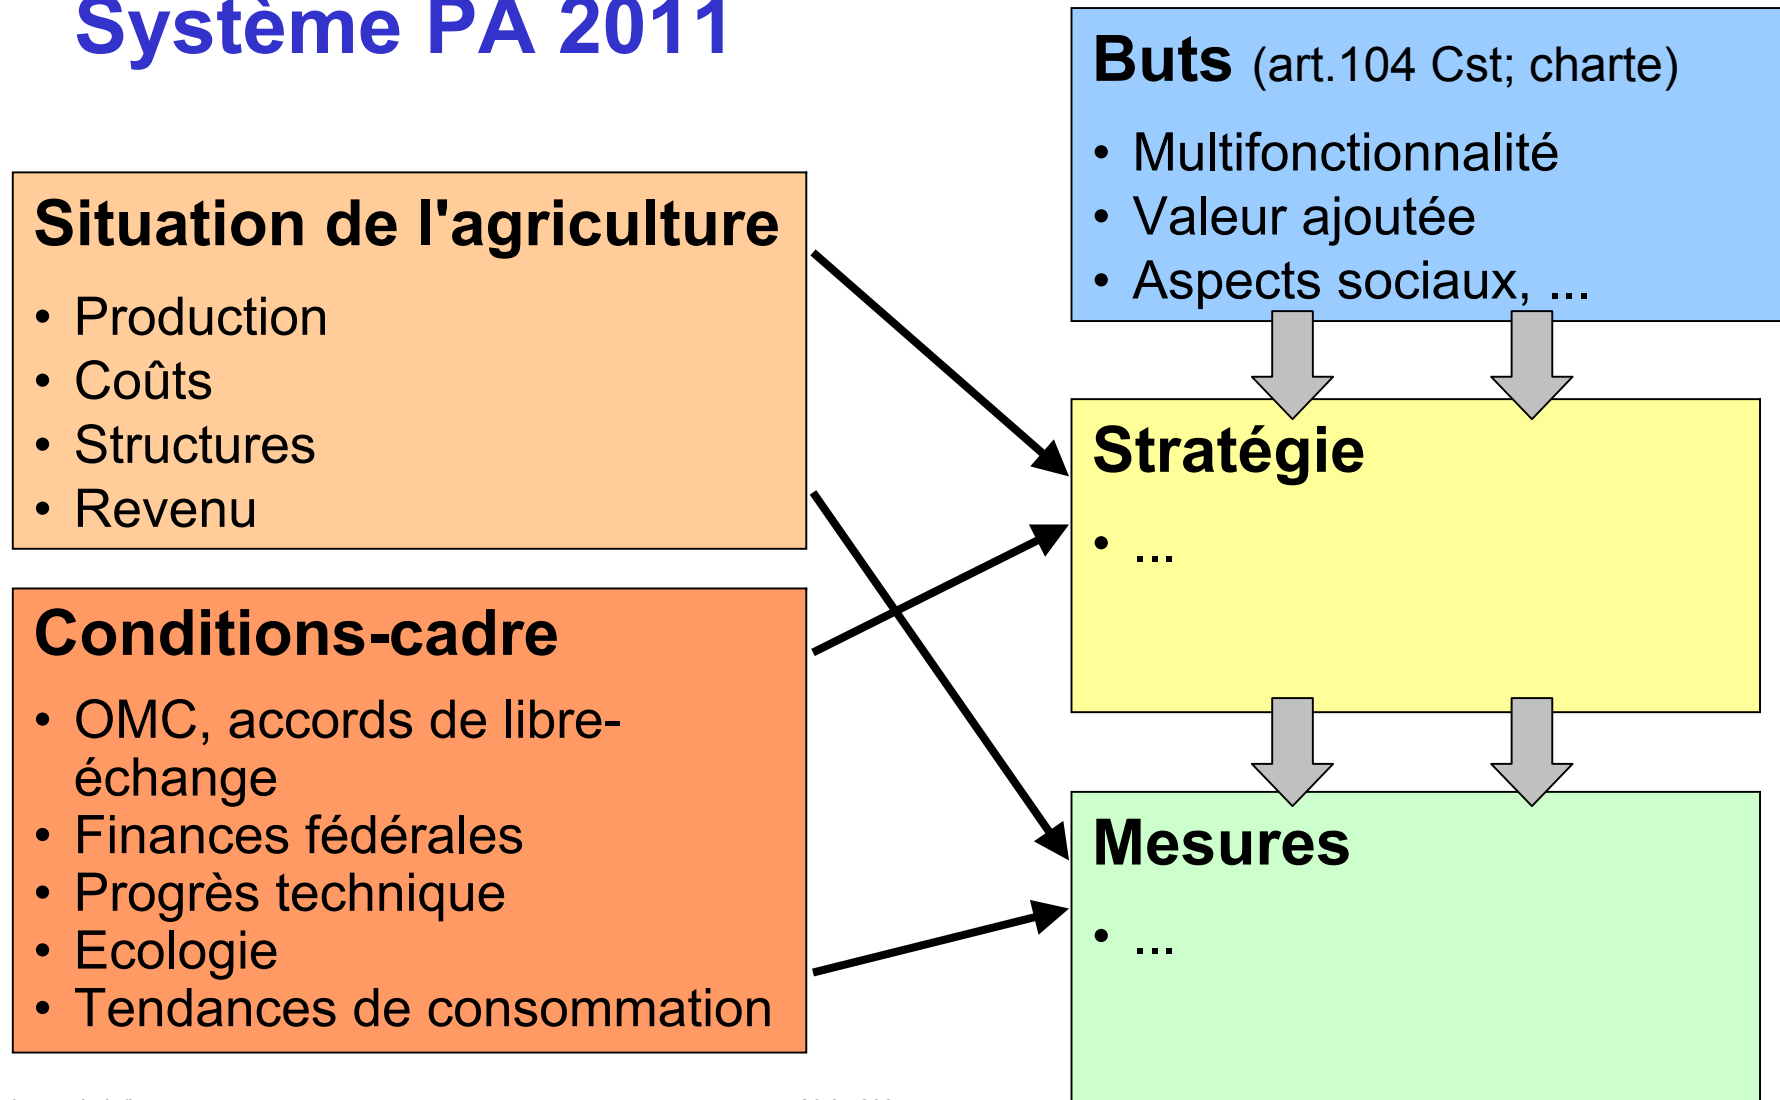 Système PA 2011
Situation de l'agriculture
• Production
• Coûts
• Structures
• Revenu
Conditions-cadre
• OMC, accords de libre-
échange
• Finances fédérales
• Progrès technique
• Ecologie
• Tendances de consommation
Buts (art.104 Cst; charte)
• Multifonctionnalité
• Valeur ajoutée
• Aspects sociaux, ...
Stratégie
• ...
Mesures
• ...